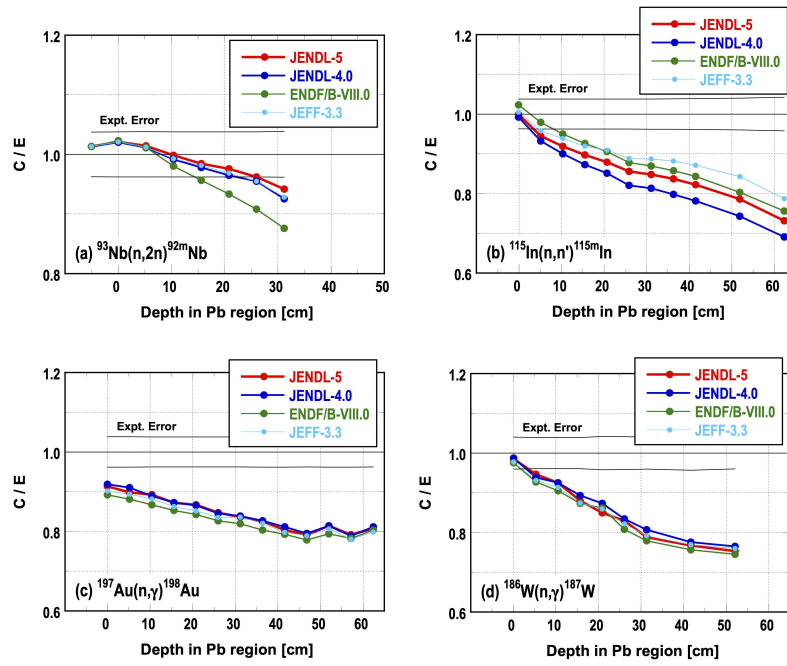 1.2
1.0
0.8
C / E
JENDL-5
JENDL-4.0
ENDF/B-VIII.0
JEFF-3.3
Expt. Error
(a) ⁹³Nb(n,2n)⁹²ᵐNb
0 10 20 30 40 50
Depth in Pb region [cm]
1.2
1.0
0.8
0.6
C / E
JENDL-5
JENDL-4.0
ENDF/B-VIII.0
JEFF-3.3
Expt. Error
(b) ¹¹⁵In(n,n')¹¹⁵ᵐIn
0 10 20 30 40 50 60
Depth in Pb region [cm]
1.2
1.0
0.8
0.6
C / E
JENDL-5
JENDL-4.0
ENDF/B-VIII.0
JEFF-3.3
Expt. Error
(c) ¹⁹⁷Au(n,γ)¹⁹⁸Au
0 10 20 30 40 50 60
Depth in Pb region [cm]
1.2
1.0
0.8
0.6
C / E
JENDL-5
JENDL-4.0
ENDF/B-VIII.0
JEFF-3.3
Expt. Error
(d) ¹⁸⁶W(n,γ)¹⁸⁷W
0 10 20 30 40 50 60
Depth in Pb region [cm]